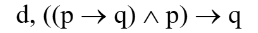 d, ((p → q) ∧ p) → q